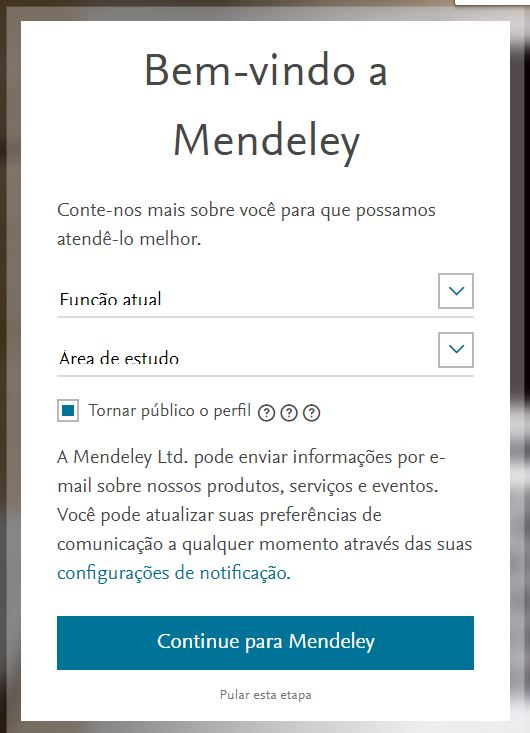 Bem-vindo a
Mendeley
Conte-nos mais sobre você para que possamos
atendê-lo melhor.
Função atual
Área de estudo
Tornar público o perfil ? ? ?
A Mendeley Ltd. pode enviar informações por e-
mail sobre nossos produtos, serviços e eventos.
Você pode atualizar suas preferências de
comunicação a qualquer momento através das suas
configurações de notificação.
Continue para Mendeley
Pular esta etapa